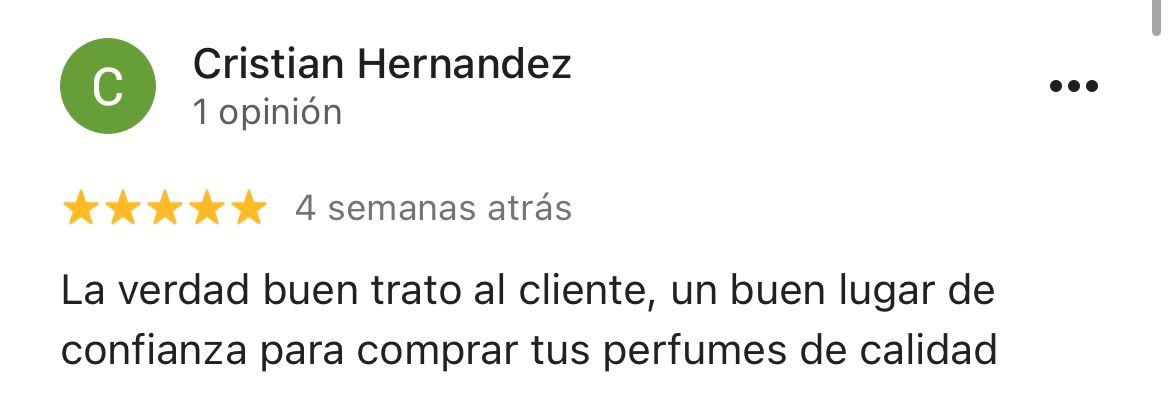 C
Cristian Hernandez
1 opinión
4 semanas atrás
La verdad buen trato al cliente, un buen lugar de
confianza para comprar tus perfumes de calidad